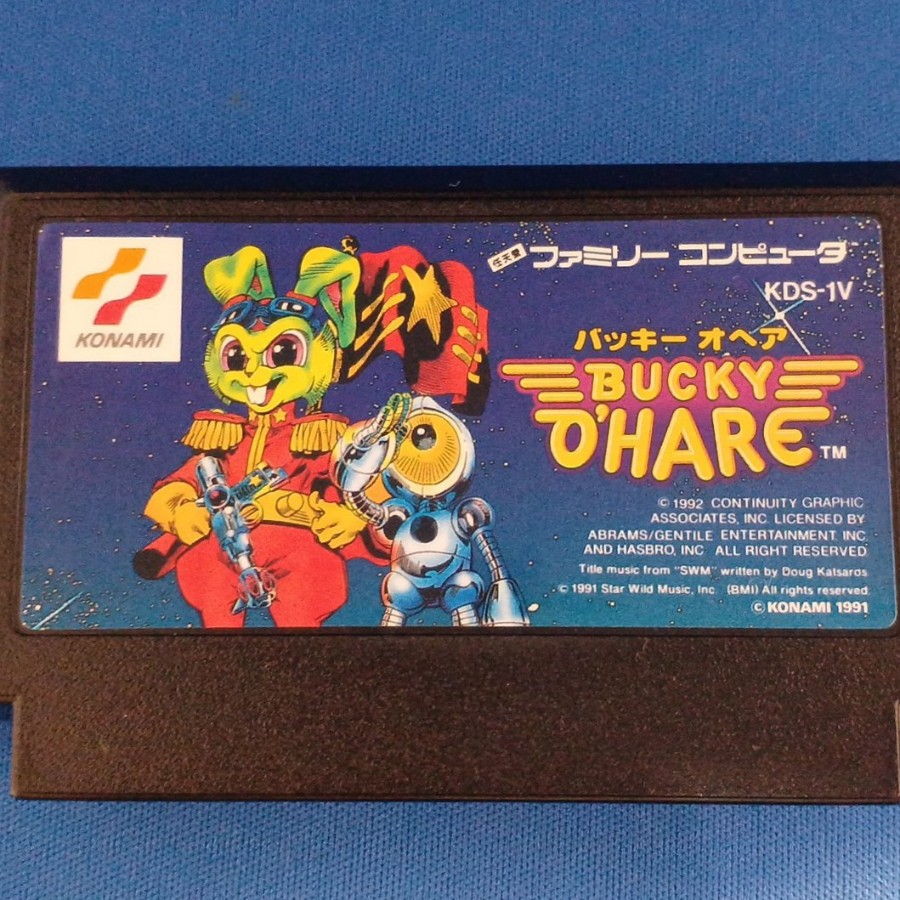 KONAMI
任天堂 ファミリー コンピュータ
KDS-1V
バッキー オヘア
BUCKY
O'HARE TM
© 1992 CONTINUITY GRAPHIC
ASSOCIATES, INC. LICENSED BY
ABRAMS/GENTILE ENTERTAINMENT, INC.
AND HASBRO, INC. ALL RIGHT RESERVED
Title music from "SWM" written by Doug Katsaros
© 1991 Star Wild Music, Inc. (BMI) All rights reserved.
© KONAMI 1991